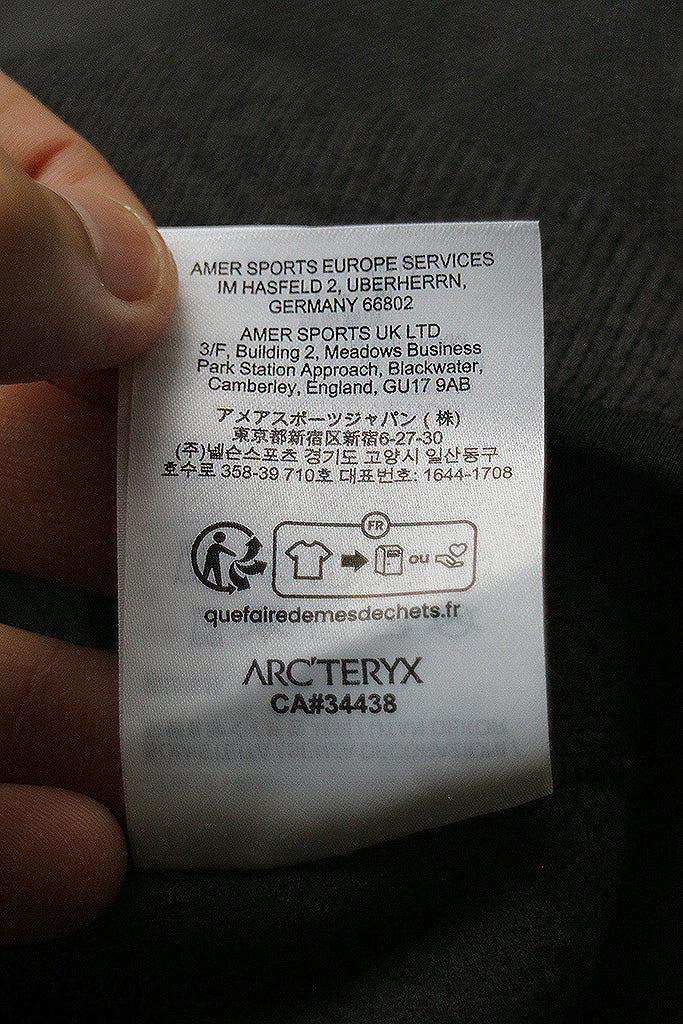 AMER SPORTS EUROPE SERVICES
IM HASFELD 2, UBERHERRN,
GERMANY 66802
AMER SPORTS UK LTD
3/F, Building 2, Meadows Business
Park Station Approach, Blackwater,
Camberley, England, GU17 9AB
アメアスポーツジャパン (株)
東京都新宿区新宿6-27-30
(주)넬슨스포츠 경기도 고양시 일산동구
호수로 358-39 710호 대표번호: 1644-1708
FR
ou
quefairedemesdechets.fr
ARC'TERYX
CA#34438